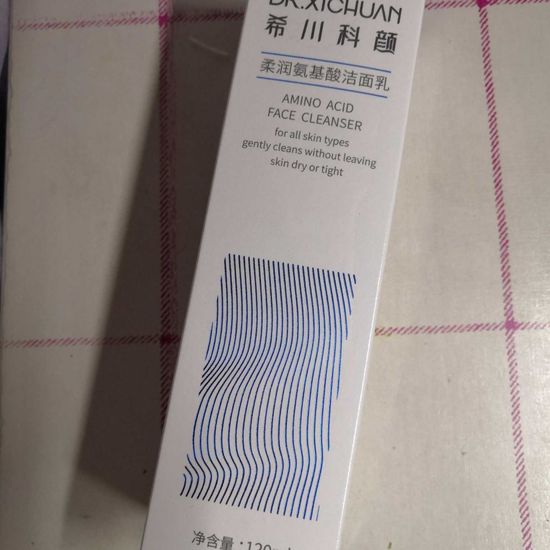 DR.XICHUAN
希川科颜
柔润氨基酸洁面乳
AMINO ACID
FACE CLEANSER
for all skin types
gently cleans without leaving
skin dry or tight
净含量:120